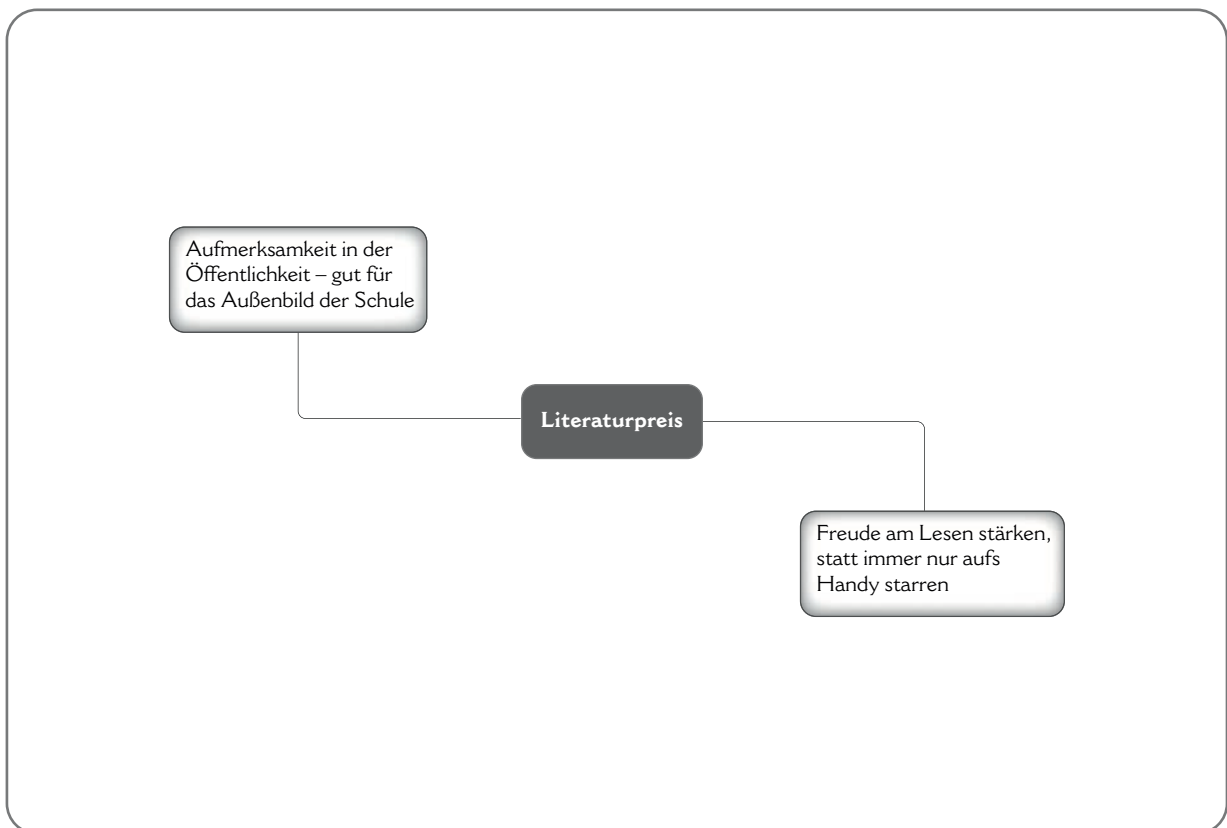 Aufmerksamkeit in der
Öffentlichkeit – gut für
das Außenbild der Schule
Literaturpreis
Freude am Lesen stärken,
statt immer nur aufs
Handy starren